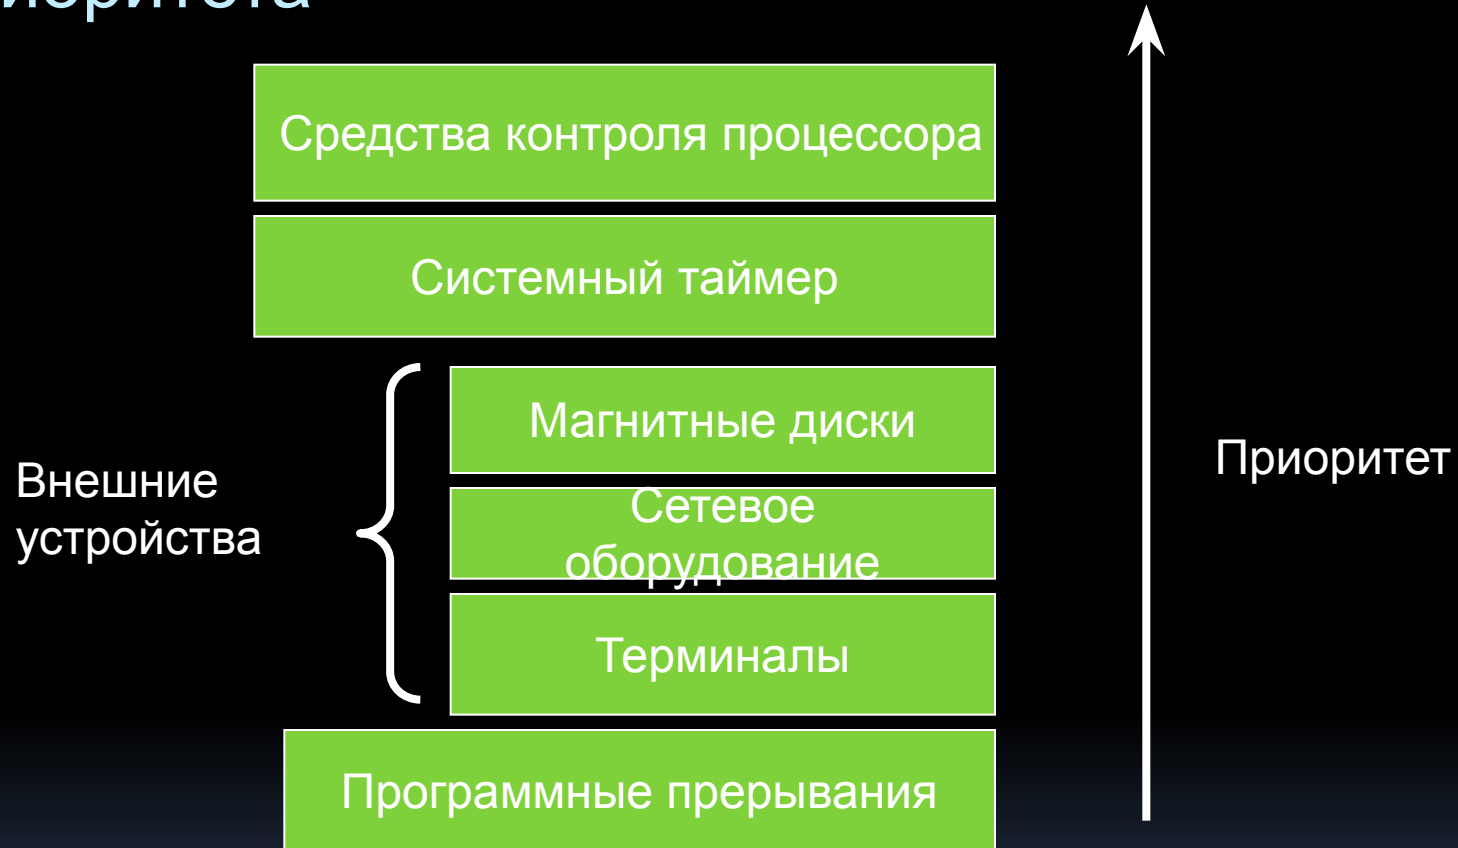 Средства контроля процессора
Системный таймер
Магнитные диски
Сетевое
оборудование
Терминалы
Программные прерывания
Внешние
устройства
Приоритет